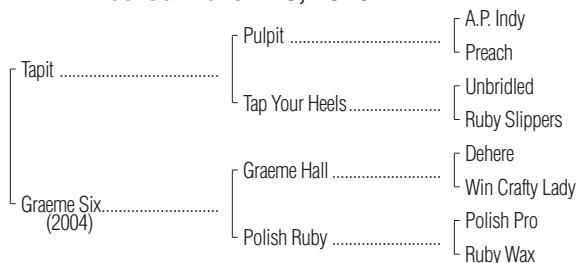 A.P. Indy
Pulpit
Preach
Tapit
Unbridled
Tap Your Heels
Ruby Slippers
Dehere
Graeme Hall
Win Crafty Lady
Graeme Six
(2004)
Polish Pro
Polish Ruby
Ruby Wax